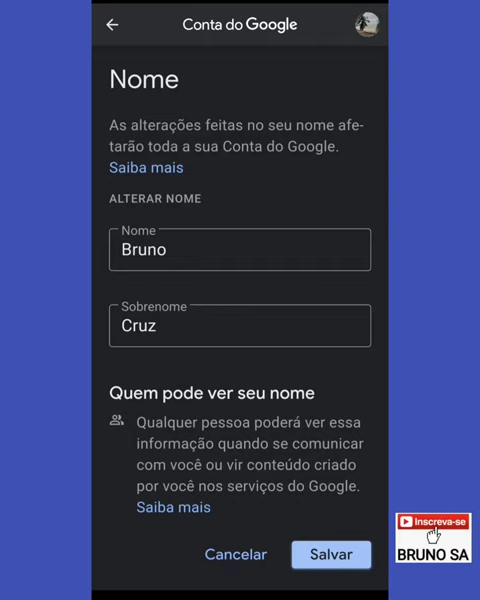 Conta do Google
Nome
As alterações feitas no seu nome afe-
tarão toda a sua Conta do Google.
Saiba mais
ALTERAR NOME
Nome
Bruno
Sobrenome
Cruz
Quem pode ver seu nome
Qualquer pessoa poderá ver essa
informação quando se comunicar
com você ou vir conteúdo criado
por você nos serviços do Google.
Saiba mais
Cancelar
Salvar
Inscreva-se
BRUNO SA